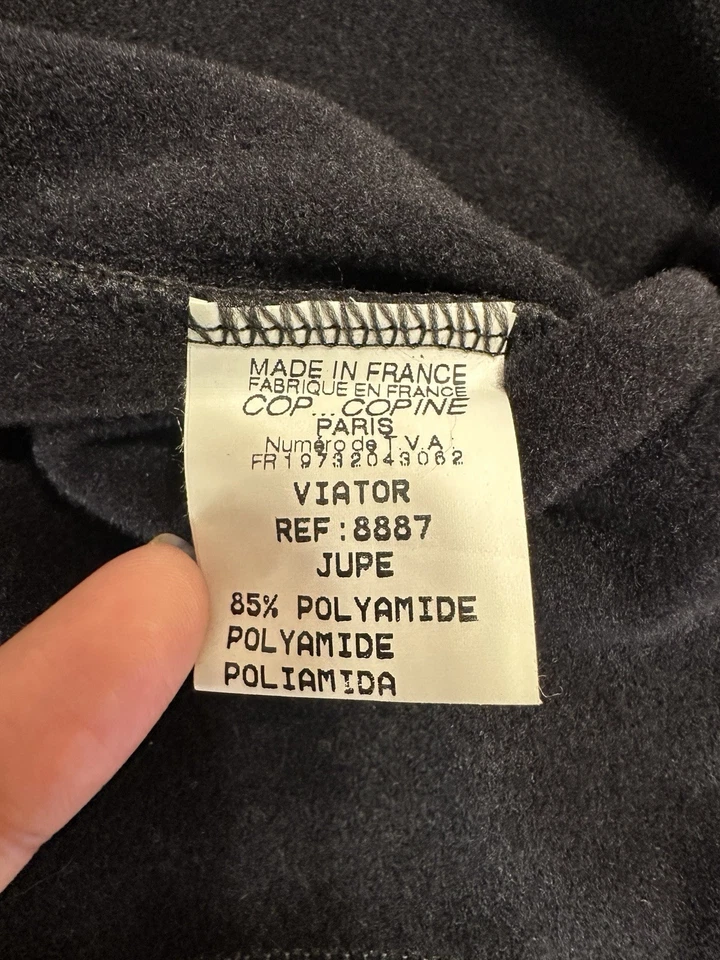 MADE IN FRANCE
FABRIQUE EN FRANCE
COP... COPINE
PARIS
Numéro de T.V.A
FR19732043062
VIATOR
REF:8887
JUPE
85% POLYAMIDE
POLYAMIDE
POLIAMIDA